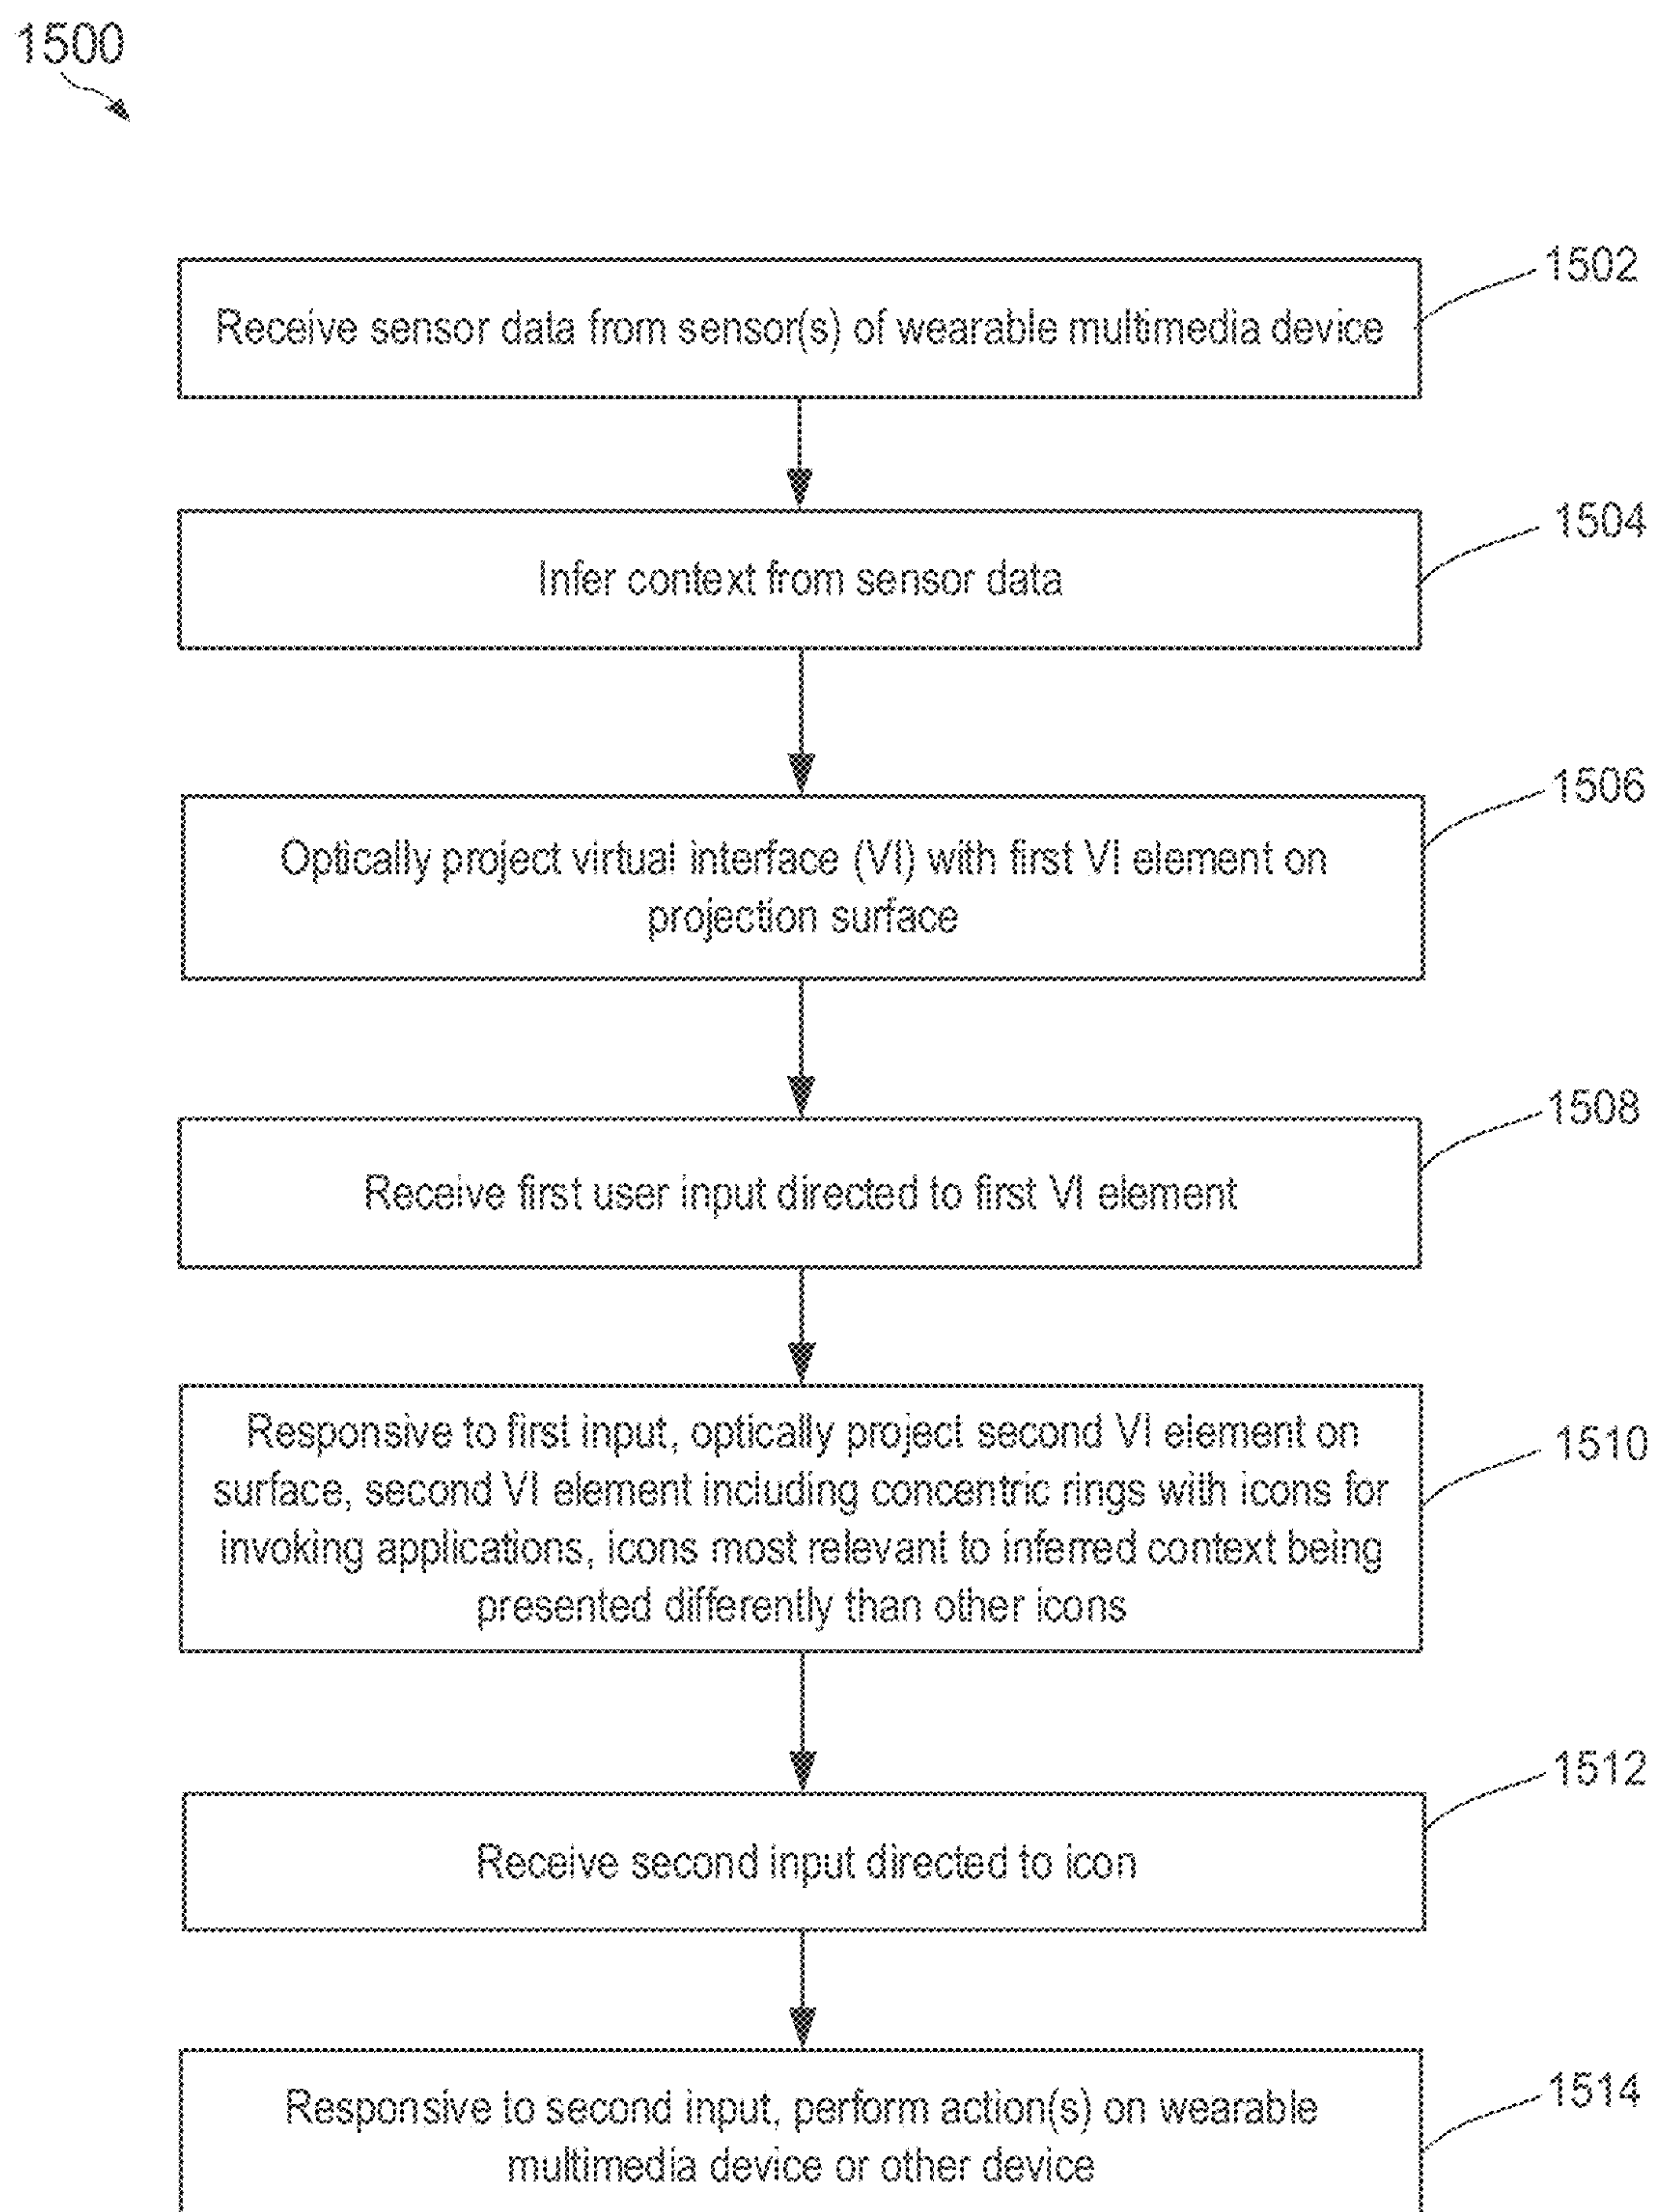 1500
1502
Receive sensor data from sensor(s) of wearable multimedia device
1504
Infer context from sensor data
1506
Optically project virtual interface (VI) with first VI element on
projection surface
1508
Receive first user input directed to first VI element
1510
Responsive to first input, optically project second VI element on
surface, second VI element including concentric rings with icons for
invoking applications, icons most relevant to inferred context being
presented differently than other icons
1512
Receive second input directed to icon
1514
Responsive to second input, perform action(s) on wearable
multimedia device or other device